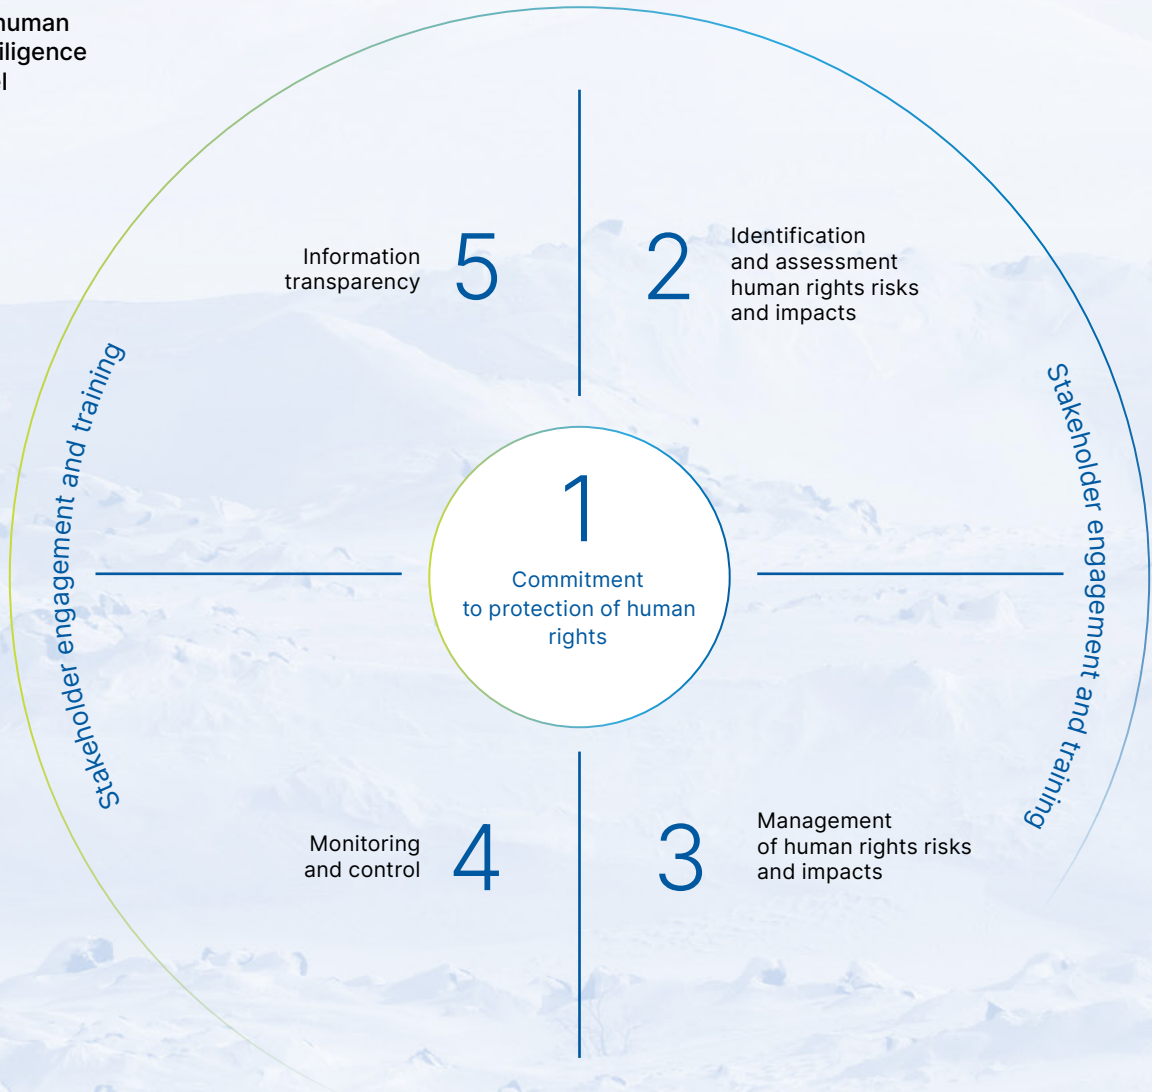 human
iligence
5
Information
transparency
2
Identification
and assessment
human rights risks
and impacts
Stakeholder engagement and training
Stakeholder engagement and training
1
Commitment
to protection of human
rights
4
Monitoring
and control
3
Management
of human rights risks
and impacts